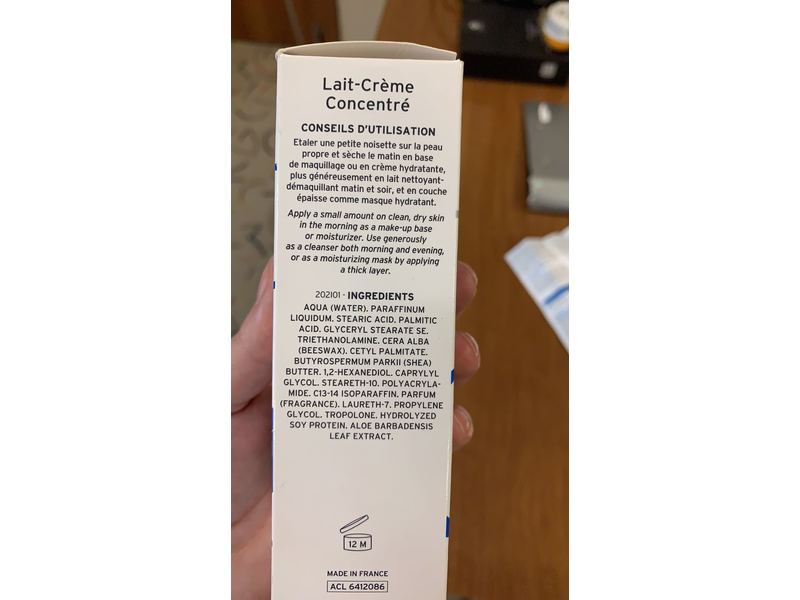 Lait-Crème
Concentré
CONSEILS D'UTILISATION
Etaler une petite noisette sur la peau
propre et sèche le matin en base
de maquillage ou en crème hydratante,
plus généreusement en lait nettoyant-
démaquillant matin et soir, et en couche
épaisse comme masque hydratant.
Apply a small amount on clean, dry skin
in the morning as a make-up base
or moisturizer. Use generously
as a cleanser both morning and evening,
or as a moisturizing mask by applying
a thick layer.
202101 - INGREDIENTS
AQUA (WATER). PARAFFINUM
LIQUIDUM. STEARIC ACID. PALMITIC
ACID. GLYCERYL STEARATE SE.
TRIETHANOLAMINE. CERA ALBA
(BEESWAX). CETYL PALMITATE.
BUTYROSPERMUM PARKII (SHEA)
BUTTER. 1,2-HEXANEDIOL. CAPRYLYL
GLYCOL. STEARETH-10. POLYACRYLA-
MIDE. C13-14 ISOPARAFFIN. PARFUM
(FRAGRANCE). LAURETH-7. PROPYLENE
GLYCOL. TROPOLONE. HYDROLYZED
SOY PROTEIN. ALOE BARBADENSIS
LEAF EXTRACT.
12 M
MADE IN FRANCE
ACL 6412086